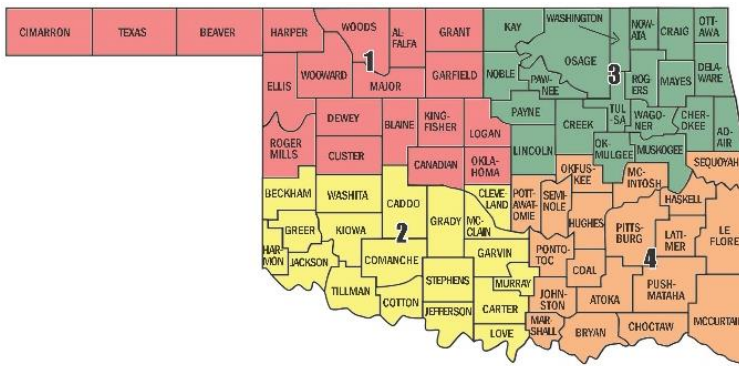 CIMARRON
TEXAS
BEAVER
HARPER
WOODS
AL-
FALFA
GRANT
KAY
WASHINGTON
NOW-
ATA
CRAIG
OTT-
AWA
ELLIS
WOOWARD
1
MAJOR
GARFIELD
NOBLE
OSAGE
PAW-
NEE
3
ROG
ERS
MAYES
DELA-
WARE
DEWEY
BLAINE
KING-
FISHER
LOGAN
PAYNE
CREEK
TUL-
SA
WAGO-
NER
CHER-
OKEE
AD-
AIR
ROGER
MILLS
CUSTER
CANADIAN
OKLA-
HOMA
LINCOLN
OK-
MULGEE
MUSKOGEE
SEQUOYAH
OKFUS-
KEE
MC-
INTOSH
BECKHAM
WASHITA
CADDO
CLEVE-
LAND
POTT-
AWAT-
OMIE
SEMI-
NOLE
HASKELL
GREER
KIOWA
2
GRADY
MC-
CLAIN
HUGHES
PITTS-
BURG
LATI-
MER
LE
FLORE
HAR-
MON
JACKSON
COMANCHE
GARVIN
PONTO-
TOC
COAL
4
TILLMAN
COTTON
STEPHENS
MURRAY
JOHN-
STON
ATOKA
PUSH-
MATAHA
JEFFERSON
CARTER
LOVE
MAR-
SHALL
BRYAN
CHOCTAW
MCCURTAIN